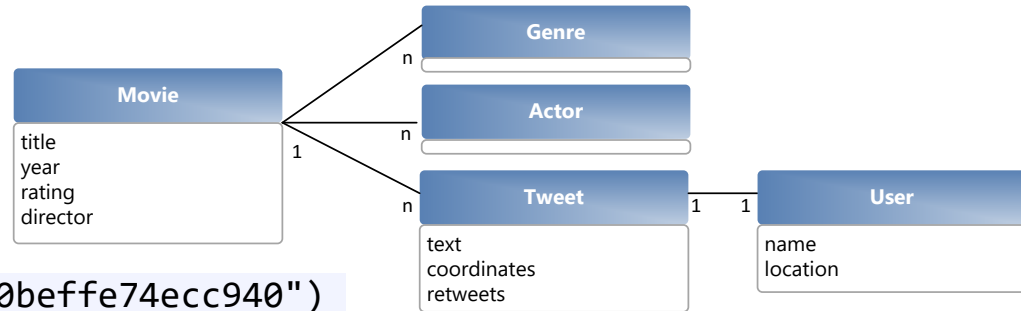 Genre
n
Movie
title
year
rating
director
1
Actor
n
Tweet
n
text
coordinates
retweets
1
1
User
name
location
0beffe74ecc940")